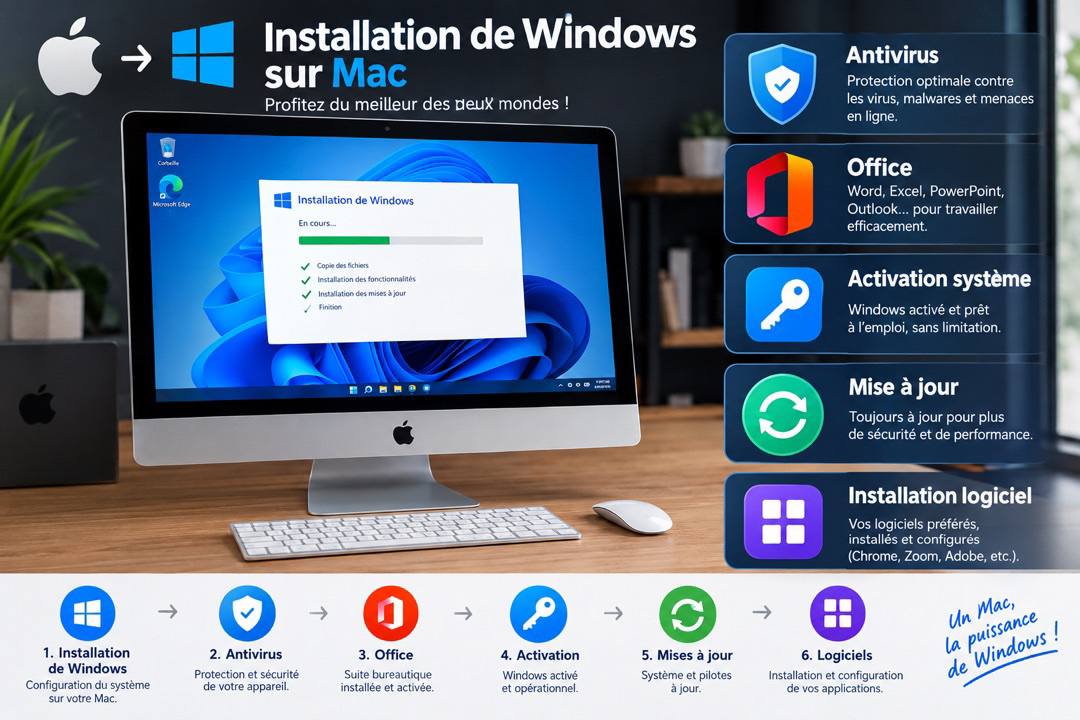 Installation de Windows
sur Mac
Profitez du meilleur des deux mondes !
Corbeille
Microsoft Edge
Installation de Windows
En cours...
Copie des fichiers
Installation des fonctionnalités
Installation des mises à jour
Finition
Antivirus
Protection optimale contre
les virus, malwares et menaces
en ligne.
Office
Word, Excel, PowerPoint,
Outlook... pour travailler
efficacement.
Activation système
Windows activé et prêt
à l'emploi, sans limitation.
Mise à jour
Toujours à jour pour plus
de sécurité et de performance.
Installation logiciel
Vos logiciels préférés,
installés et configurés
(Chrome, Zoom, Adobe, etc.).
1. Installation
de Windows
Configuration du système
sur votre Mac.
2. Antivirus
Protection et sécurité
de votre appareil.
3. Office
Suite bureautique
installée et activée.
4. Activation
Windows activé
et opérationnel.
5. Mises à jour
Système et pilotes
à jour.
6. Logiciels
Installation et configuration
de vos applications.
Un Mac,
la puissance
de Windows !